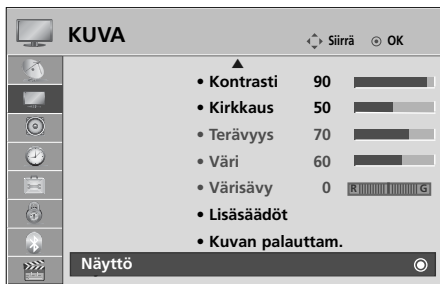 KUVA Siirrä OK
• Kontrasti 90
• Kirkkaus 50
• Terävyys 70
• Väri 60
• Värisävy 0 R G
• Lisäsäädöt
• Kuvan palauttam.
Näyttö